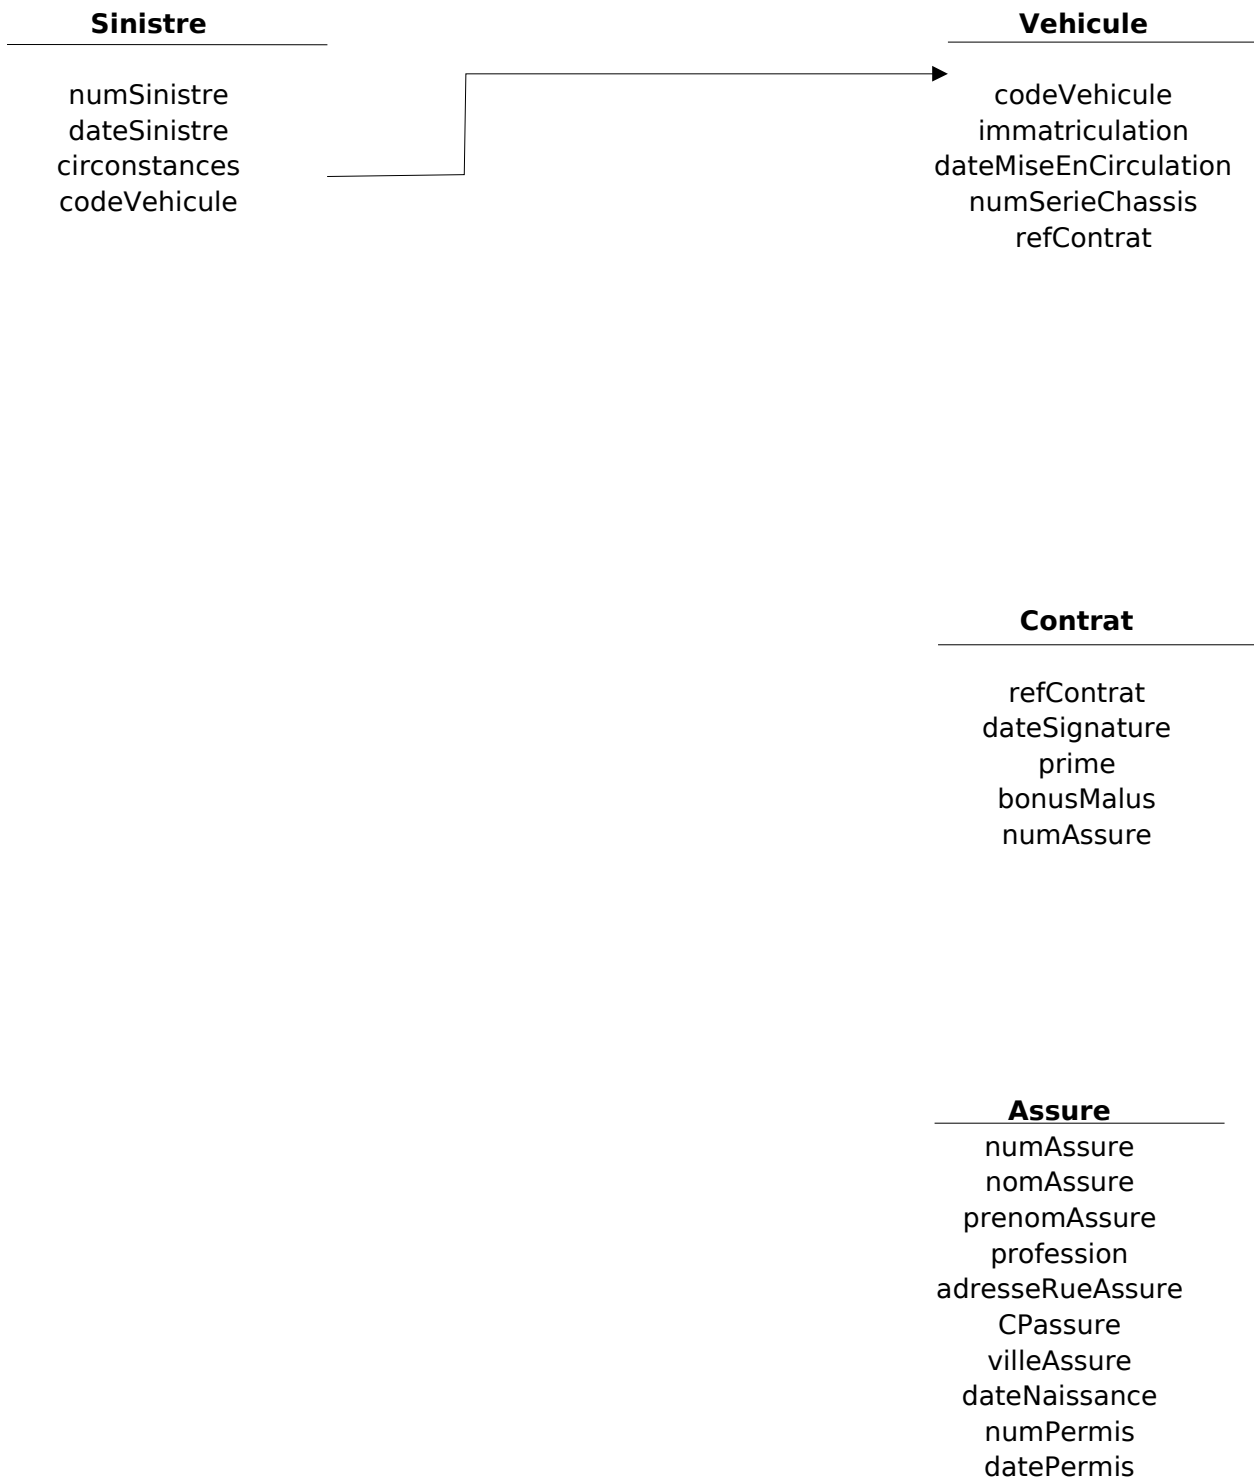 Sinistre
numSinistre
dateSinistre
circonstances
codeVehicule
Vehicule
codeVehicule
immatriculation
dateMiseEnCirculation
numSerieChassis
refContrat
Contrat
refContrat
dateSignature
prime
bonusMalus
numAssure
Assure
numAssure
nomAssure
prenomAssure
profession
adresseRueAssure
CPassure
villeAssure
dateNaissance
numPermis
datePermis